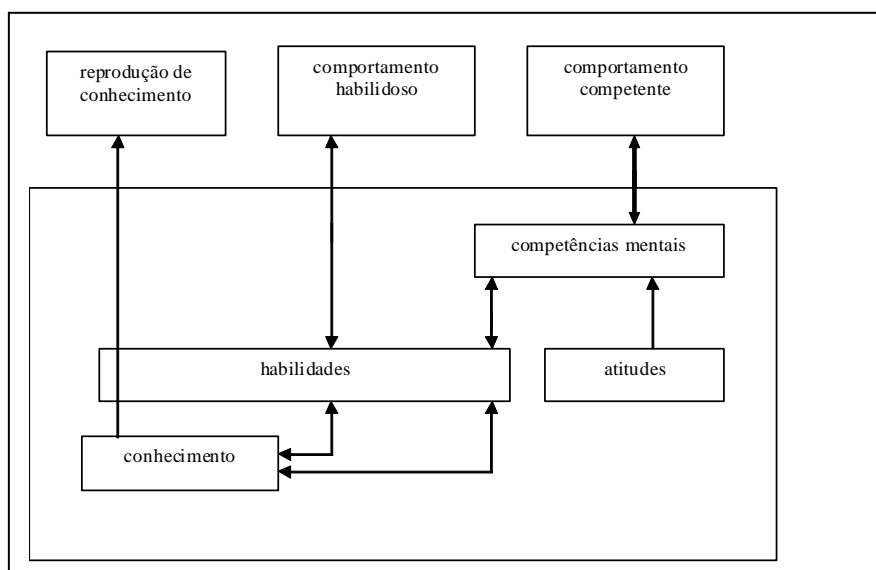 reprodução de
conhecimento
comportamento
habilidoso
comportamento
competente
competências mentais
habilidades
atitudes
conhecimento